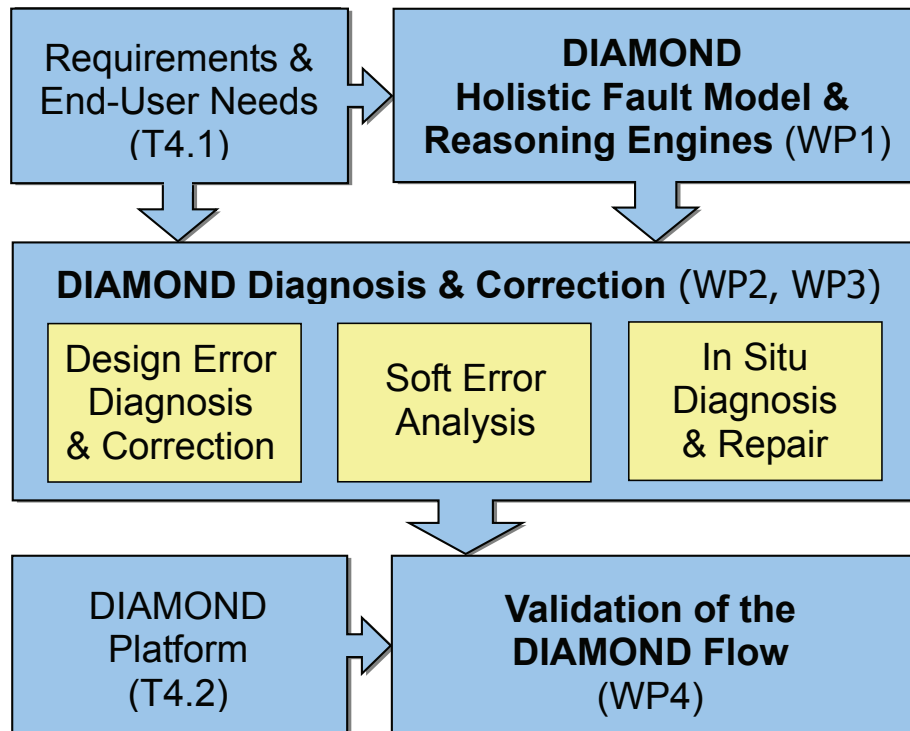 Requirements &
End-User Needs
(T4.1)
DIAMOND
Holistic Fault Model &
Reasoning Engines (WP1)
DIAMOND Diagnosis & Correction (WP2, WP3)
Design Error
Diagnosis
& Correction
Soft Error
Analysis
In Situ
Diagnosis
& Repair
DIAMOND
Platform
(T4.2)
Validation of the
DIAMOND Flow
(WP4)